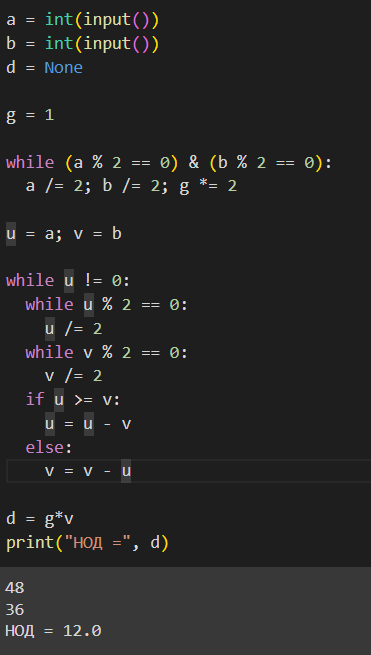 a = int(input())
b = int(input())
d = None
g = 1
while (a % 2 == 0) & (b % 2 == 0):
  a /= 2; b /= 2; g *= 2
u = a; v = b
while u != 0:
  while u % 2 == 0:
    u /= 2
  while v % 2 == 0:
    v /= 2
  if u >= v:
    u = u - v
  else:
    v = v - u
d = g*v
print("НОД =", d)
48
36
НОД = 12.0